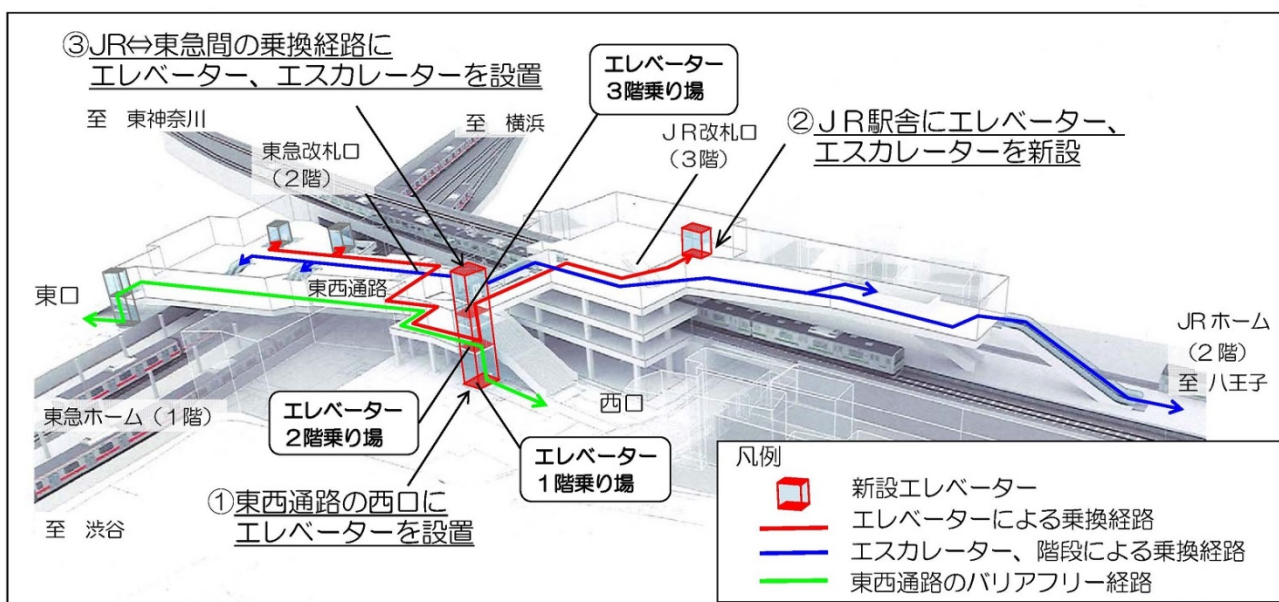 ③JR⇔東急間の乗換経路に
エレベーター、エスカレーターを設置
エレベーター
3階乗り場
至 東神奈川
至 横浜
東急改札口
(2階)
JR改札口
(3階)
②JR駅舎にエレベーター、
エスカレーターを新設
東口
東西通路
JRホーム
(2階)
至 八王子
東急ホーム(1階)
エレベーター
2階乗り場
西口
エレベーター
1階乗り場
①東西通路の西口に
エレベーターを設置
至 渋谷
凡例
新設エレベーター
エレベーターによる乗換経路
エスカレーター、階段による乗換経路
東西通路のバリアフリー経路